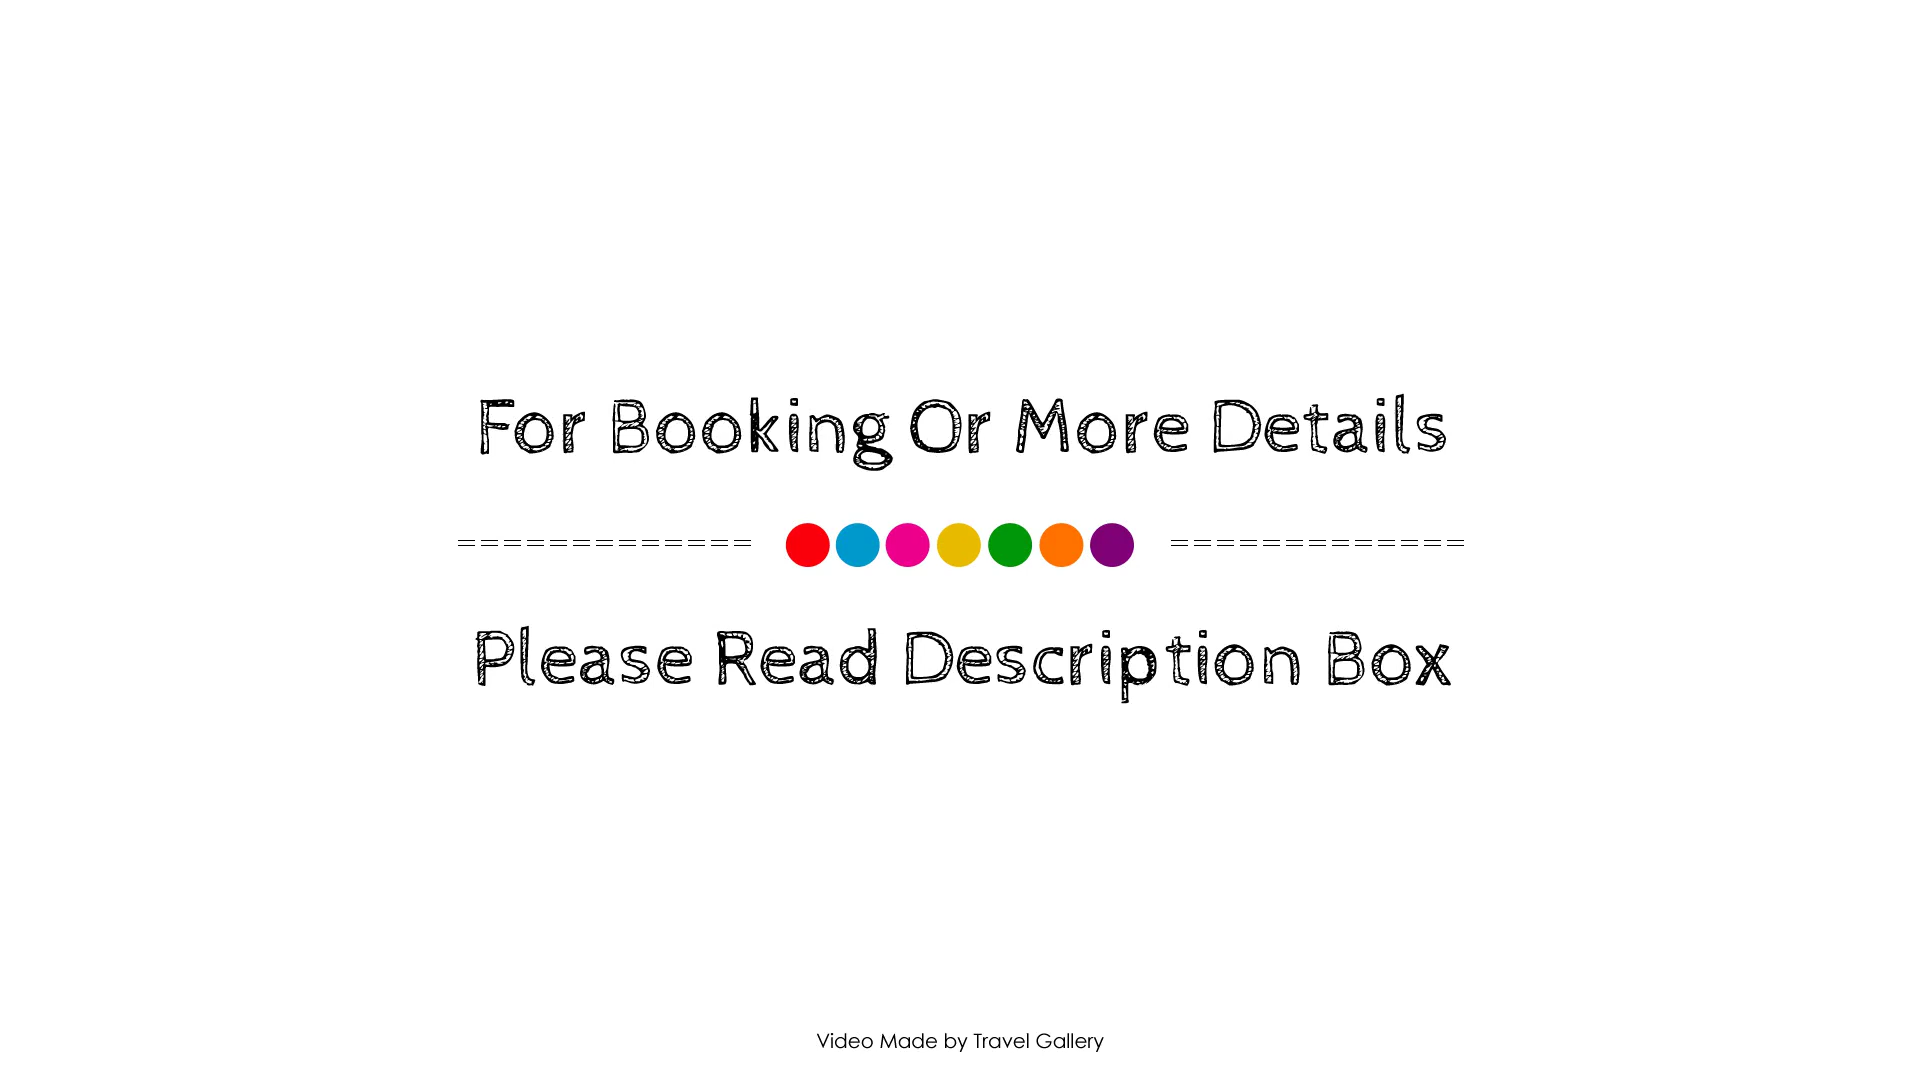 For Booking Or More Details
============= =============
Please Read Description Box
Video Made by Travel Gallery